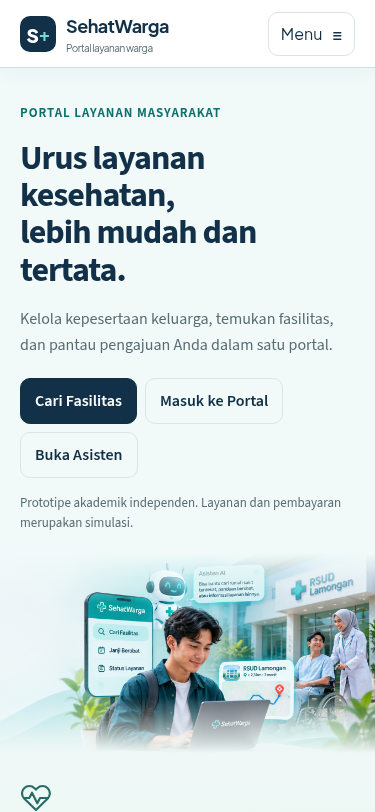 S+ SehatWarga
Portal layanan warga
Menu ≡
PORTAL LAYANAN MASYARAKAT
Urus layanan
kesehatan,
lebih mudah dan
tertata.
Kelola kepesertaan keluarga, temukan fasilitas,
dan pantau pengajuan Anda dalam satu portal.
Cari Fasilitas
Masuk ke Portal
Buka Asisten
Prototipe akademik independen. Layanan dan pembayaran
merupakan simulasi.
Asisten AI
RSUD
Lamongan
SehatWarga
Cari Fasilitas
Janji Berobat
Status Layanan
RSUD Lamongan
SehatWarga